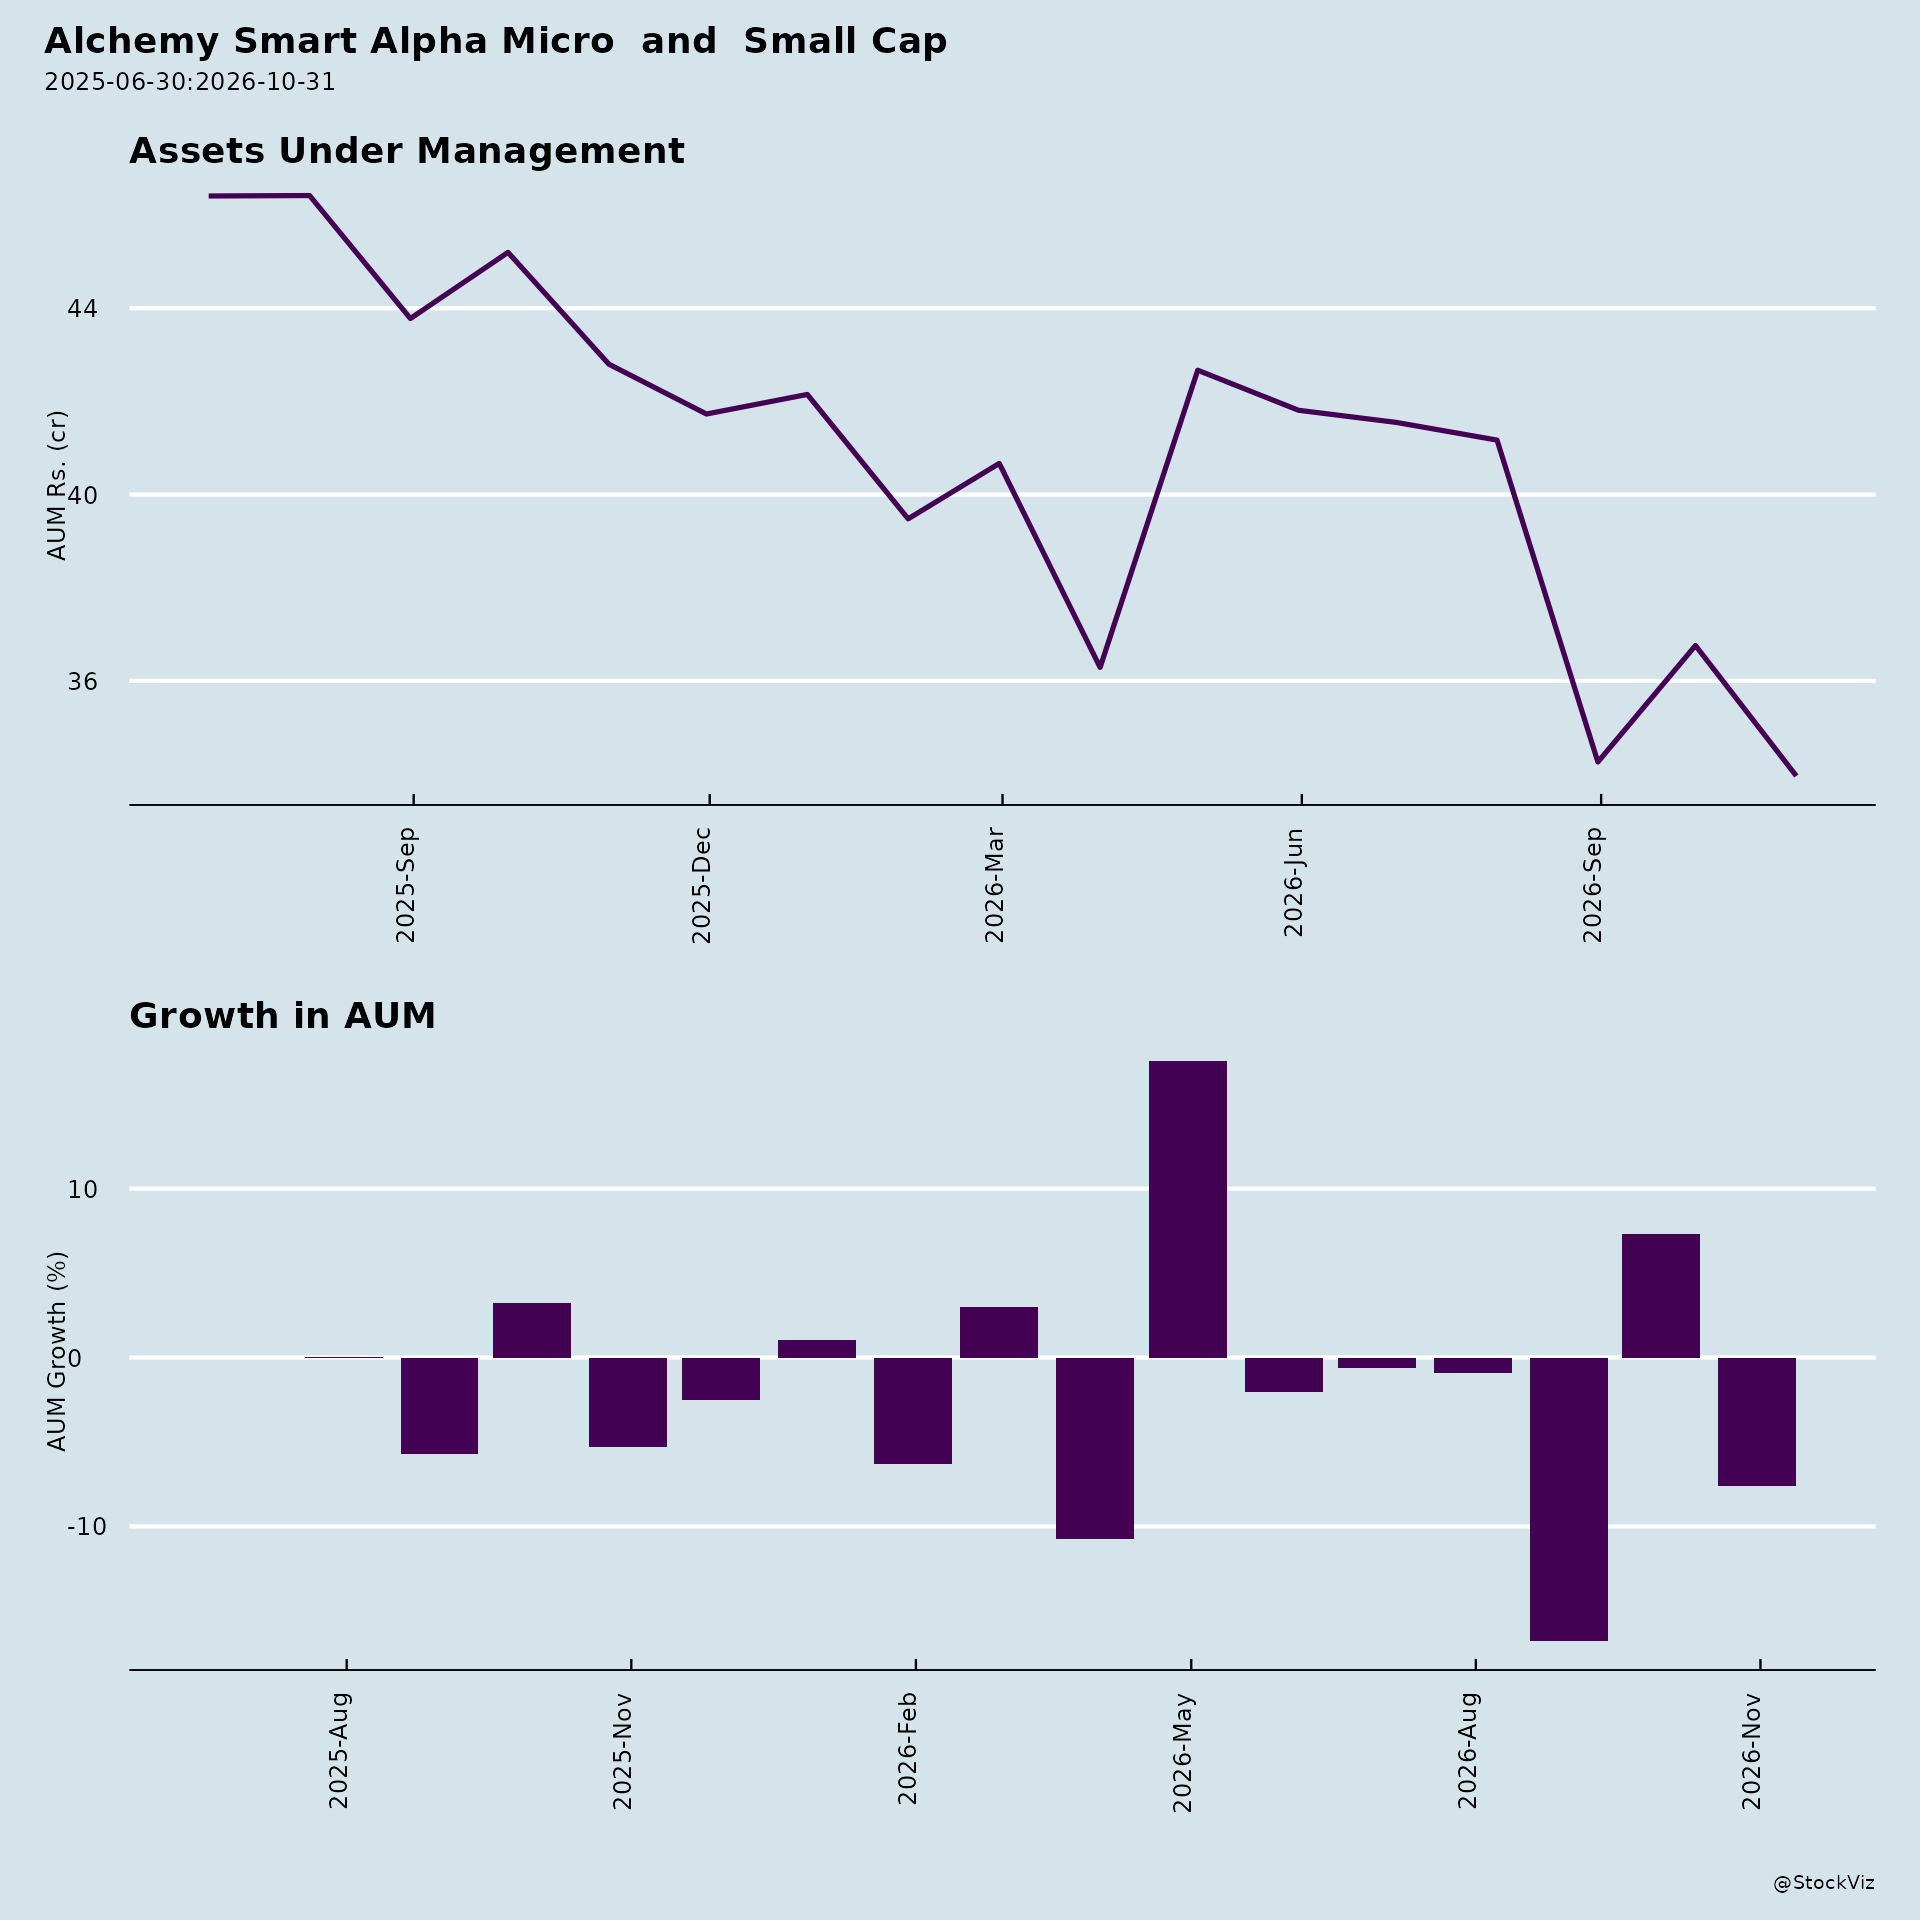 Alchemy Smart Alpha Micro  and  Small Cap
2025-06-30:2026-10-31
Assets Under Management
AUM Rs. (cr)
44
40
36
2025-Sep
2025-Dec
2026-Mar
2026-Jun
2026-Sep
Growth in AUM
AUM Growth (%)
10
0
-10
2025-Aug
2025-Nov
2026-Feb
2026-May
2026-Aug
2026-Nov
@StockViz